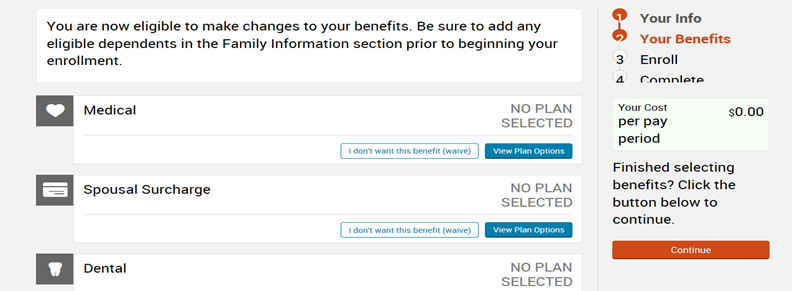 You are now eligible to make changes to your benefits. Be sure to add any
eligible dependents in the Family Information section prior to beginning your
enrollment.
Medical
NO PLAN
SELECTED
I don't want this benefit (waive)
View Plan Options
Spousal Surcharge
NO PLAN
SELECTED
I don't want this benefit (waive)
View Plan Options
Dental
NO PLAN
SELECTED
1 Your Info
2 Your Benefits
3 Enroll
4 Complete
Your Cost
per pay
period
$0.00
Finished selecting
benefits? Click the
button below to
continue.
Continue